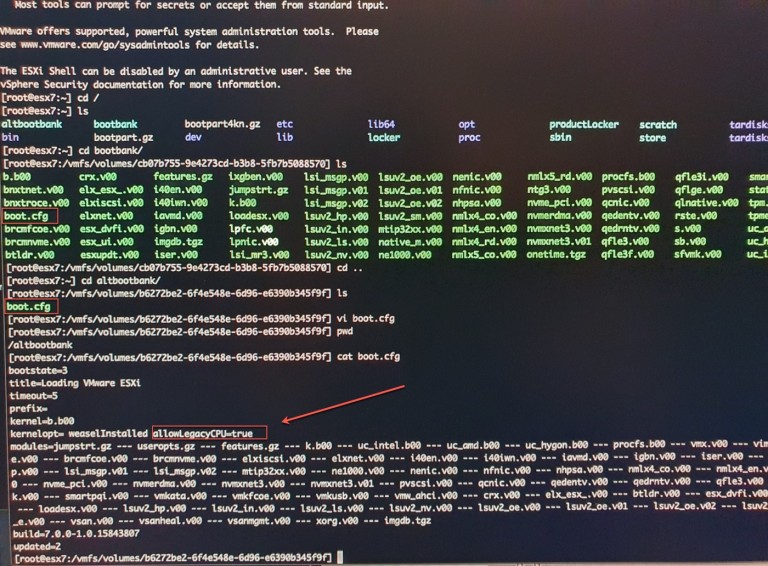 Most tools can prompt for secrets or accept them from standard input.
VMware offers supported, powerful system administration tools.  Please
see www.vmware.com/go/sysadmintools for details.
The ESXi Shell can be disabled by an administrative user. See the
vSphere Security documentation for more information.
[root@esx7:~] cd /
[root@esx7:~] ls
altbootbank bootbank bootpart4kn.gz etc lib64 opt productLocker scratch tardisk
bin bootpart.gz dev lib locker proc sbin store tardisk
[root@esx7:~] cd bootbank/
[root@esx7:/vmfs/volumes/cb07b755-9e4273cd-b3b8-5fb7b5088570] ls
b.b00 crx.v00 features.gz ixgben.v00 lsi_msgp.v00 lsuv2_oe.v00 nenic.v00 nmlx5_rd.v00 procfs.b00 qfle3i.v00 smar
bnxtnet.v00 elx_esx_.v00 i40en.v00 jumpstrt.gz lsi_msgp.v01 lsuv2_oe.v01 nfnic.v00 ntg3.v00 pvscsi.v00 qflge.v00 stat
bnxtroce.v00 elxiscsi.v00 i40iwn.v00 k.b00 lsi_msgp.v02 lsuv2_oe.v02 nhpsa.v00 nvme_pci.v00 qcnic.v00 qlnative.v00 tpm.
boot.cfg elxnet.v00 iavmd.v00 loadesx.v00 lsuv2_hp.v00 lsuv2_sm.v00 nmlx4_co.v00 nvmerdma.v00 qedentv.v00 rste.v00 tpm
brcmfcoe.v00 esx_dvfi.v00 igbn.v00 lpfc.v00 lsuv2_in.v00 mtip32xx.v00 nmlx4_en.v00 nvmxnet3.v00 qedrntv.v00 s.v00 uc_a
brcmnvme.v00 esx_ui.v00 imgdb.tgz lpnic.v00 lsuv2_ls.v00 native_m.v00 nmlx4_rd.v00 nvmxnet3.v01 qfle3.v00 sb.v00 uc_h
btldr.v00 esxupdt.v00 iser.v00 lsi_mr3.v00 lsuv2_nv.v00 ne1000.v00 nmlx5_co.v00 onetime.tgz qfle3f.v00 sfvmk.v00 uc_i
[root@esx7:/vmfs/volumes/cb07b755-9e4273cd-b3b8-5fb7b5088570] cd ..
[root@esx7:~] cd altbootbank/
[root@esx7:/vmfs/volumes/b6272be2-6f4e548e-6d96-e6390b345f9f] ls
boot.cfg
[root@esx7:/vmfs/volumes/b6272be2-6f4e548e-6d96-e6390b345f9f] vi boot.cfg
[root@esx7:/vmfs/volumes/b6272be2-6f4e548e-6d96-e6390b345f9f] pwd
/altbootbank
[root@esx7:/vmfs/volumes/b6272be2-6f4e548e-6d96-e6390b345f9f] cat boot.cfg
bootstate=3
title=Loading VMware ESXi
timeout=5
prefix=
kernel=b.b00
kernelopt= weaselInstalled allowLegacyCPU=true
modules=jumpstrt.gz --- useropts.gz --- features.gz --- k.b00 --- uc_intel.b00 --- uc_amd.b00 --- uc_hygon.b00 --- procfs.b00 --- vmx.v00 --- vim
e.v00 --- brcmfcoe.v00 --- brcmnvme.v00 --- elxiscsi.v00 --- elxnet.v00 --- i40en.v00 --- i40iwn.v00 --- iavmd.v00 --- igbn.v00 --- iser.v00 ---
p.v00 --- lsi_msgp.v01 --- lsi_msgp.v02 --- mtip32xx.v00 --- ne1000.v00 --- nenic.v00 --- nfnic.v00 --- nhpsa.v00 --- nmlx4_co.v00 --- nmlx4_en.v
0 --- nvme_pci.v00 --- nvmerdma.v00 --- nvmxnet3.v00 --- nvmxnet3.v01 --- pvscsi.v00 --- qcnic.v00 --- qedentv.v00 --- qedrntv.v00 --- qfle3.v0
k.v00 --- smartpqi.v00 --- vmkata.v00 --- vmkfcoe.v00 --- vmkusb.v00 --- vmw_ahci.v00 --- crx.v00 --- elx_esx_.v00 --- btldr.v00 --- esx_dvfi.v00
--- loadesx.v00 --- lsuv2_hp.v00 --- lsuv2_in.v00 --- lsuv2_ls.v00 --- lsuv2_nv.v00 --- lsuv2_oe.v00 --- lsuv2_oe.v01 --- lsuv2_oe.v02 --- lsuv2
_e.v00 --- vsan.v00 --- vsanheal.v00 --- vsanmgmt.v00 --- xorg.v00 --- imgdb.tgz
build=7.0.0-1.0.15843807
updated=2
[root@esx7:/vmfs/volumes/b6272be2-6f4e548e-6d96-e6390b345f9f]